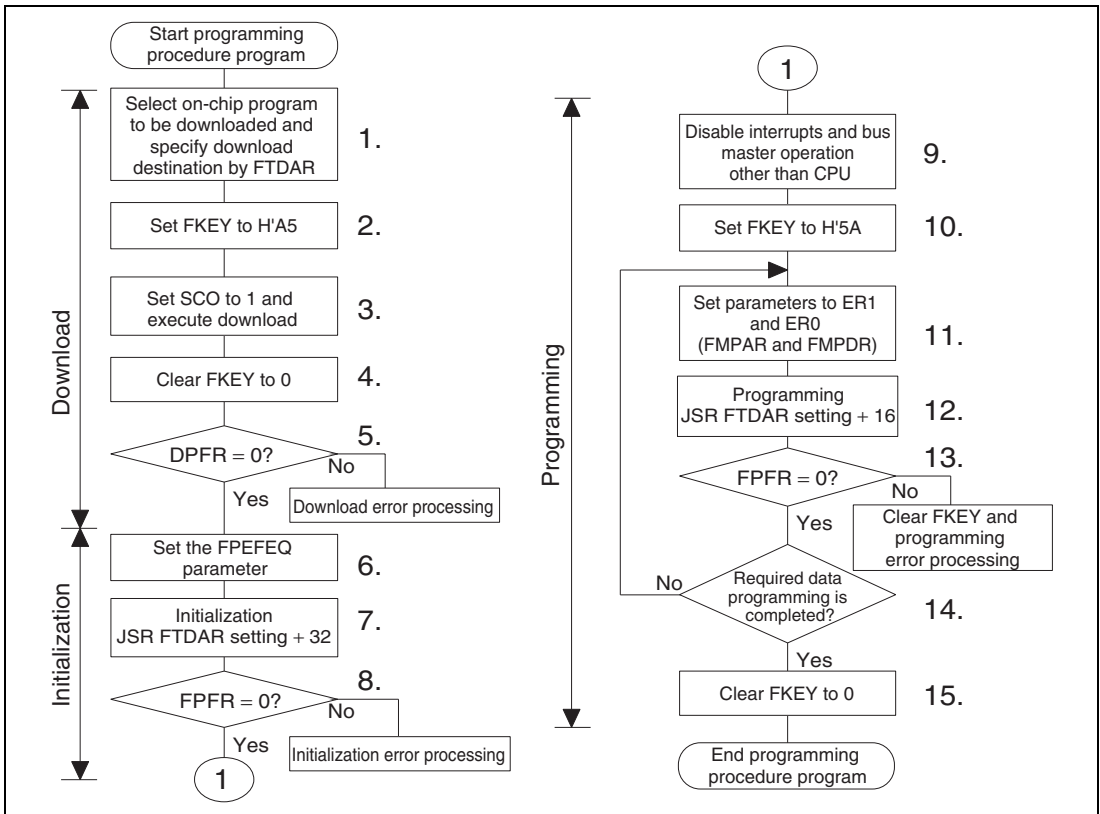 Start programming
procedure program
Download
Select on-chip program
to be downloaded and
specify download
destination by FTDAR
1.
Set FKEY to H'A5
2.
Set SCO to 1 and
execute download
3.
Clear FKEY to 0
4.
DPFR = 0?
5.
No
Download error processing
Yes
Initialization
Set the FPEFEQ
parameter
6.
Initialization
JSR FTDAR setting + 32
7.
FPFR = 0?
8.
No
Initialization error processing
Yes
1
1
Programming
Disable interrupts and bus
master operation
other than CPU
9.
Set FKEY to H'5A
10.
Set parameters to ER1
and ER0
(FMPAR and FMPDR)
11.
Programming
JSR FTDAR setting + 16
12.
FPFR = 0?
13.
No
Clear FKEY and
programming
error processing
Yes
Required data
programming is
completed?
14.
No
Yes
Clear FKEY to 0
15.
End programming
procedure program